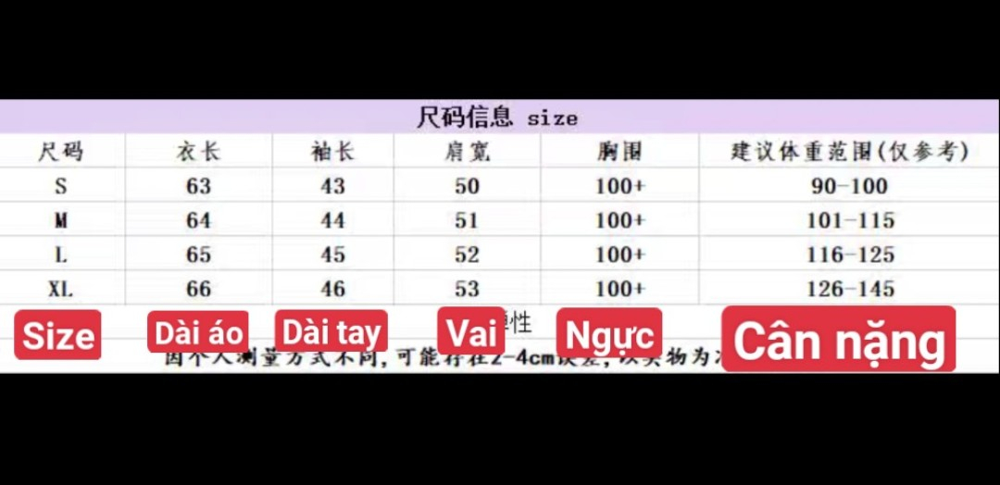 尺码信息 size
尺码 衣长 袖长 肩宽 胸围 建议体重范围(仅参考)
S 63 43 50 100+ 90-100
M 64 44 51 100+ 101-115
L 65 45 52 100+ 116-125
XL 66 46 53 100+ 126-145
性
Size Dài áo Dài tay Vai Ngực Cân nặng
因个人测量方式不同,可能存在2-4cm误差,以实物为